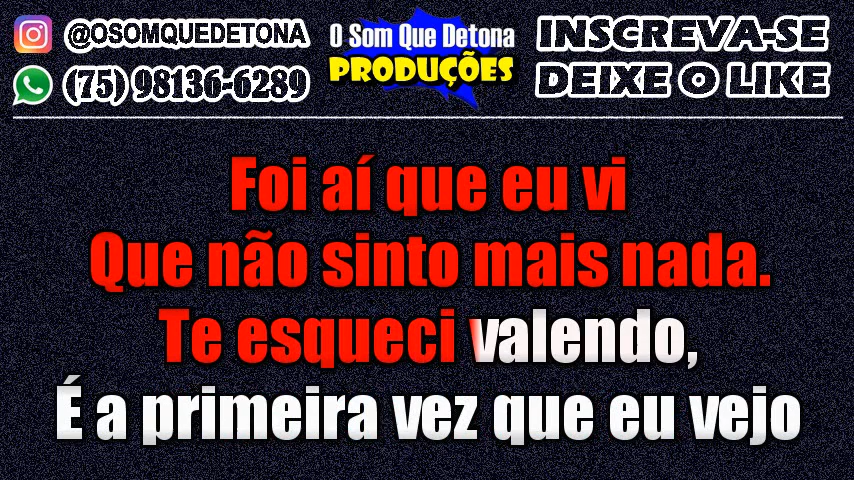 @OSOMQUEDETONA
(75) 98136-6289
O Som Que Detona
PRODUÇÕES
INSCREVA-SE
DEIXE O LIKE
Foi aí que eu vi
Que não sinto mais nada.
Te esqueci valendo,
É a primeira vez que eu vejo